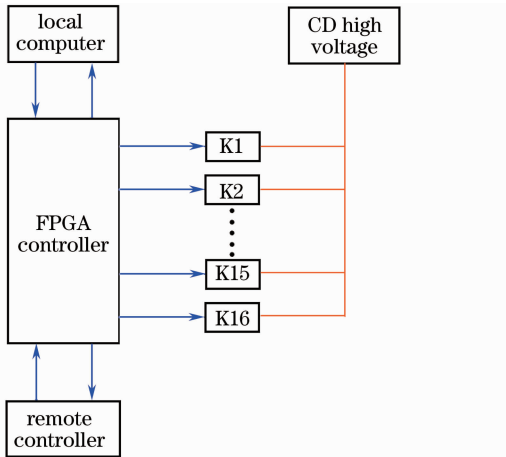 local
computer
CD high
voltage
K1
K2
FPGA
controller
K15
K16
remote
controller